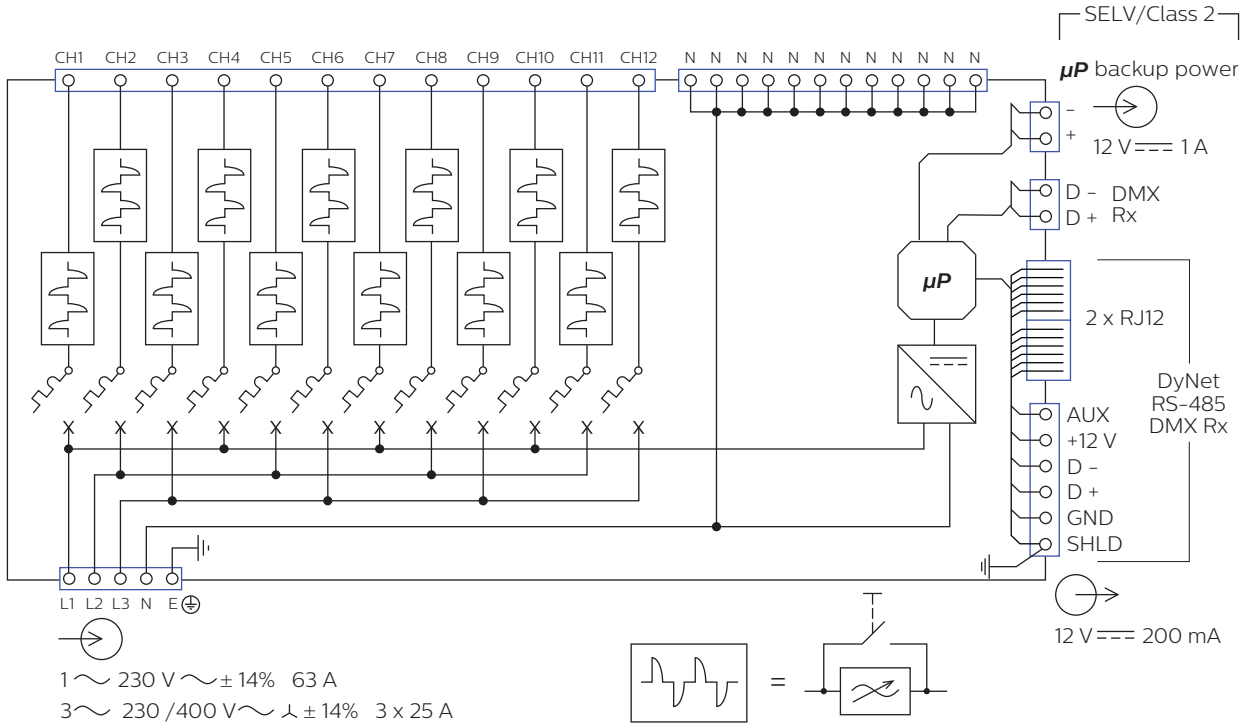 SELV/Class 2
CH1 CH2 CH3 CH4 CH5 CH6 CH7 CH8 CH9 CH10 CH11 CH12 N N N N N N N N N N N N
µP backup power
-
+
12 V 1 A
D - DMX
D + Rx
µP
2 x RJ12
DyNet
RS-485
DMX Rx
AUX
+12 V
D -
D +
GND
SHLD
L1 L2 L3 N E
12 V 200 mA
1 ~ 230 V ~ ± 14% 63 A
3 ~ 230 /400 V ~ ± 14% 3 x 25 A
=